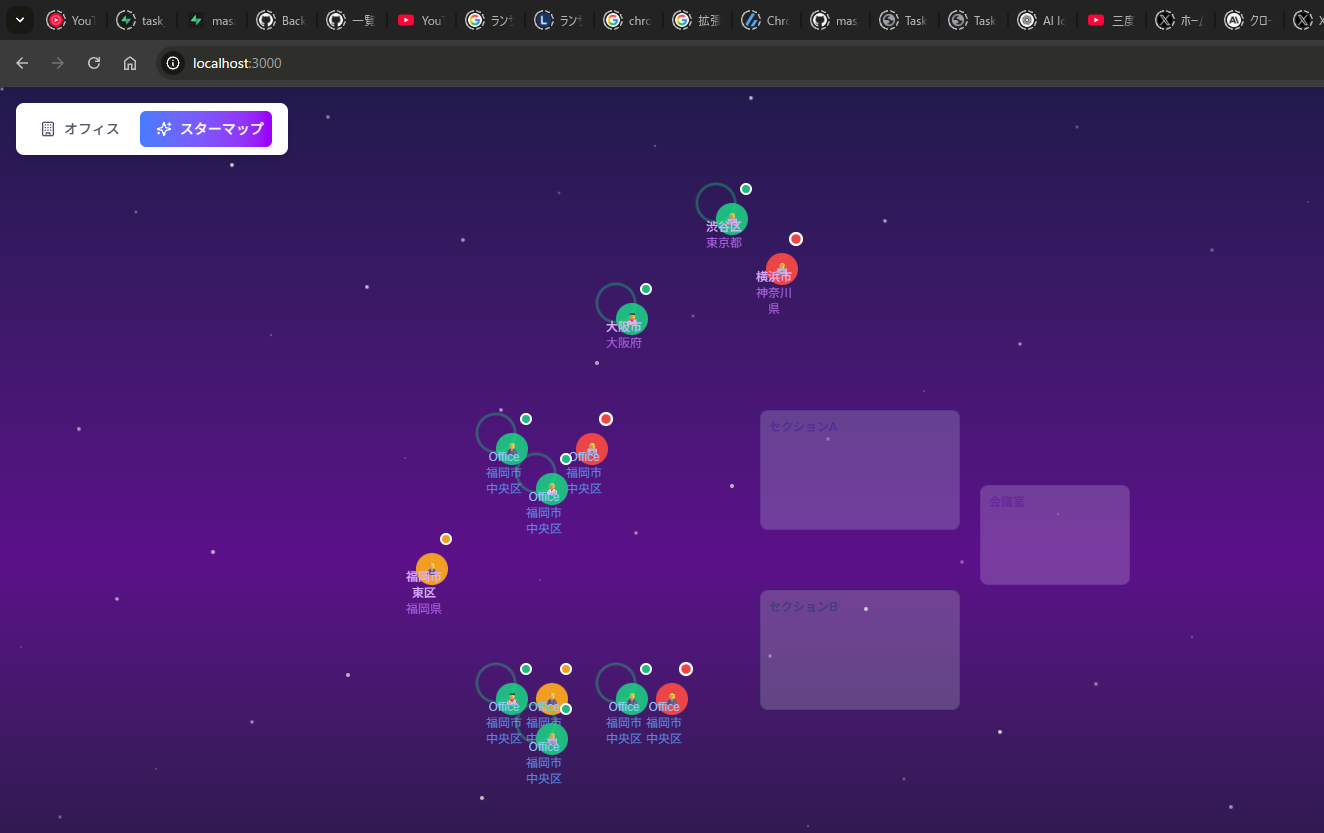 YouT
task
mas
Back
一覧
YouT
ランキ
ランキ
chro
拡張
Chro
mas
Task
Task
AI Ic
三度
ホーム
クロー
X
localhost:3000
オフィス
スターマップ
渋谷区
東京都
横浜市
神奈川
県
大阪市
大阪府
Office
福岡市
中央区
Office
福岡市
中央区
Office
福岡市
中央区
セクションA
会議室
福岡市
東区
福岡県
セクションB
Office
福岡市
中央区
Office
福岡市
Office
福岡市
中央区
Office
福岡市
中央区
Office
福岡市
中央区